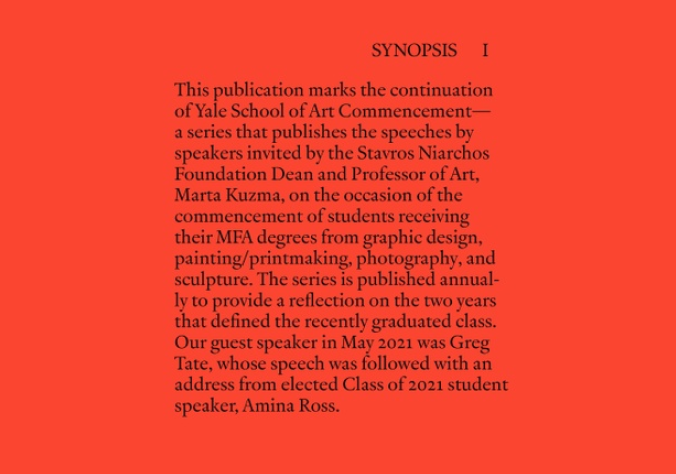 SYNOPSIS I
This publication marks the continuation
of Yale School of Art Commencement—
a series that publishes the speeches by
speakers invited by the Stavros Niarchos
Foundation Dean and Professor of Art,
Marta Kuzma, on the occasion of the
commencement of students receiving
their MFA degrees from graphic design,
painting/printmaking, photography, and
sculpture. The series is published annual-
ly to provide a reflection on the two years
that defined the recently graduated class.
Our guest speaker in May 2021 was Greg
Tate, whose speech was followed with an
address from elected Class of 2021 student
speaker, Amina Ross.